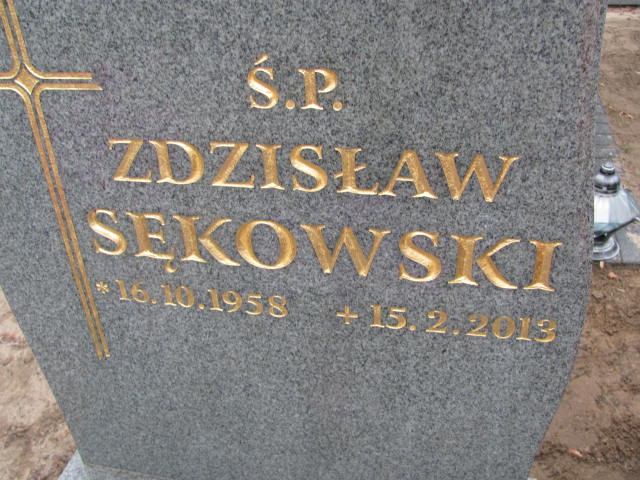 Ś.P.
ZDZISŁAW
SĘKOWSKI
*16.10.1958 +15.2.2013